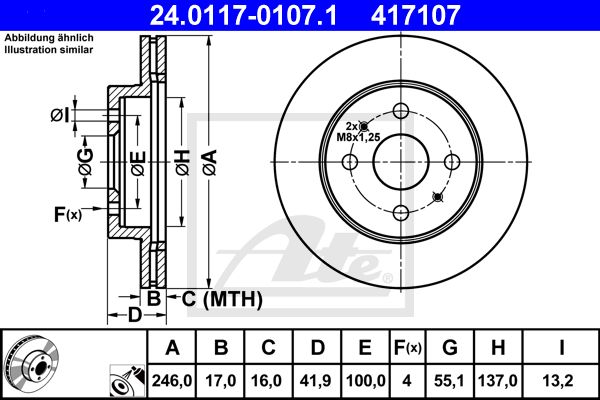 24.0117-0107.1 417107
Abbildung ähnlich
Illustration similar
ØI
ØG
ØE
ØH
ØA
F(x)
2x
M8x1,25
B
C (MTH)
D
Ate
®
A B C D E F(x) G H I
246,0 17,0 16,0 41,9 100,0 4 55,1 137,0 13,2